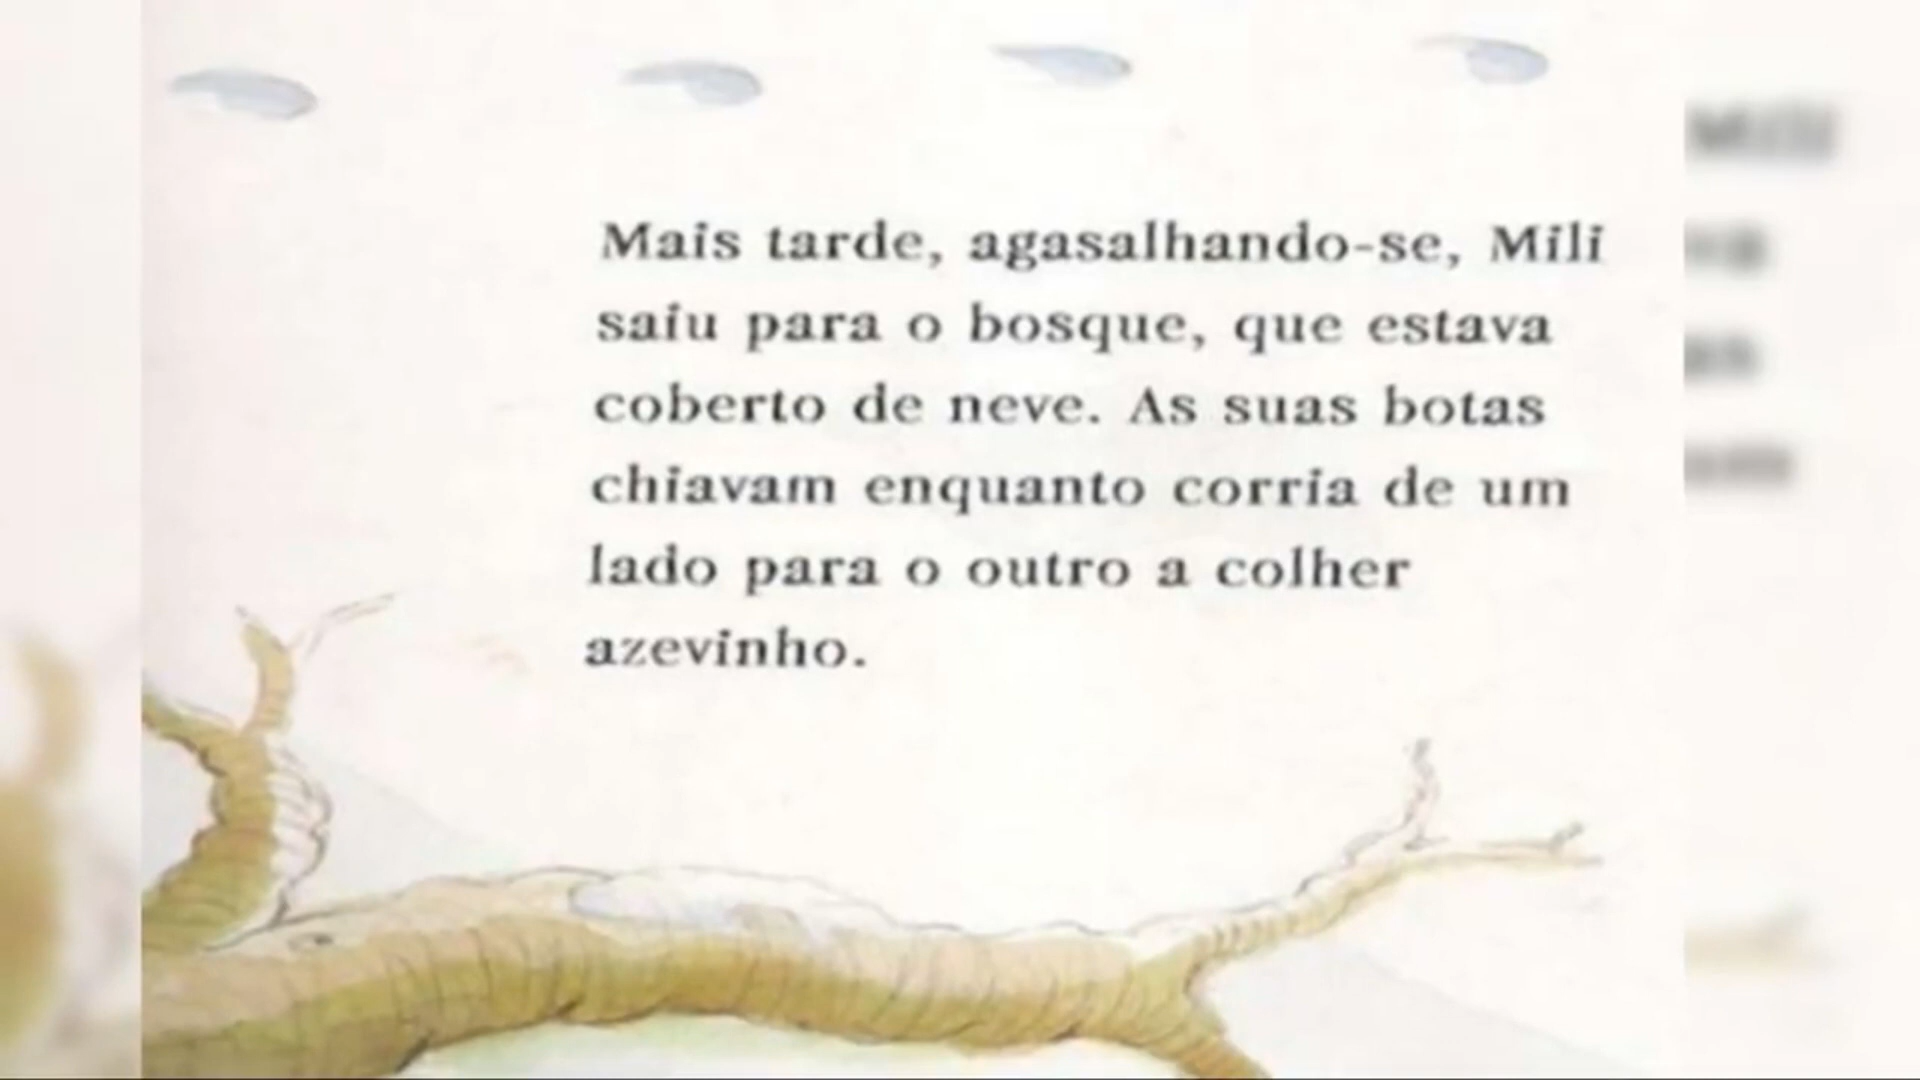 Mais tarde, agasalhando-se, Mili
saiu para o bosque, que estava
coberto de neve. As suas botas
chiavam enquanto corria de um
lado para o outro a colher
azevinho.